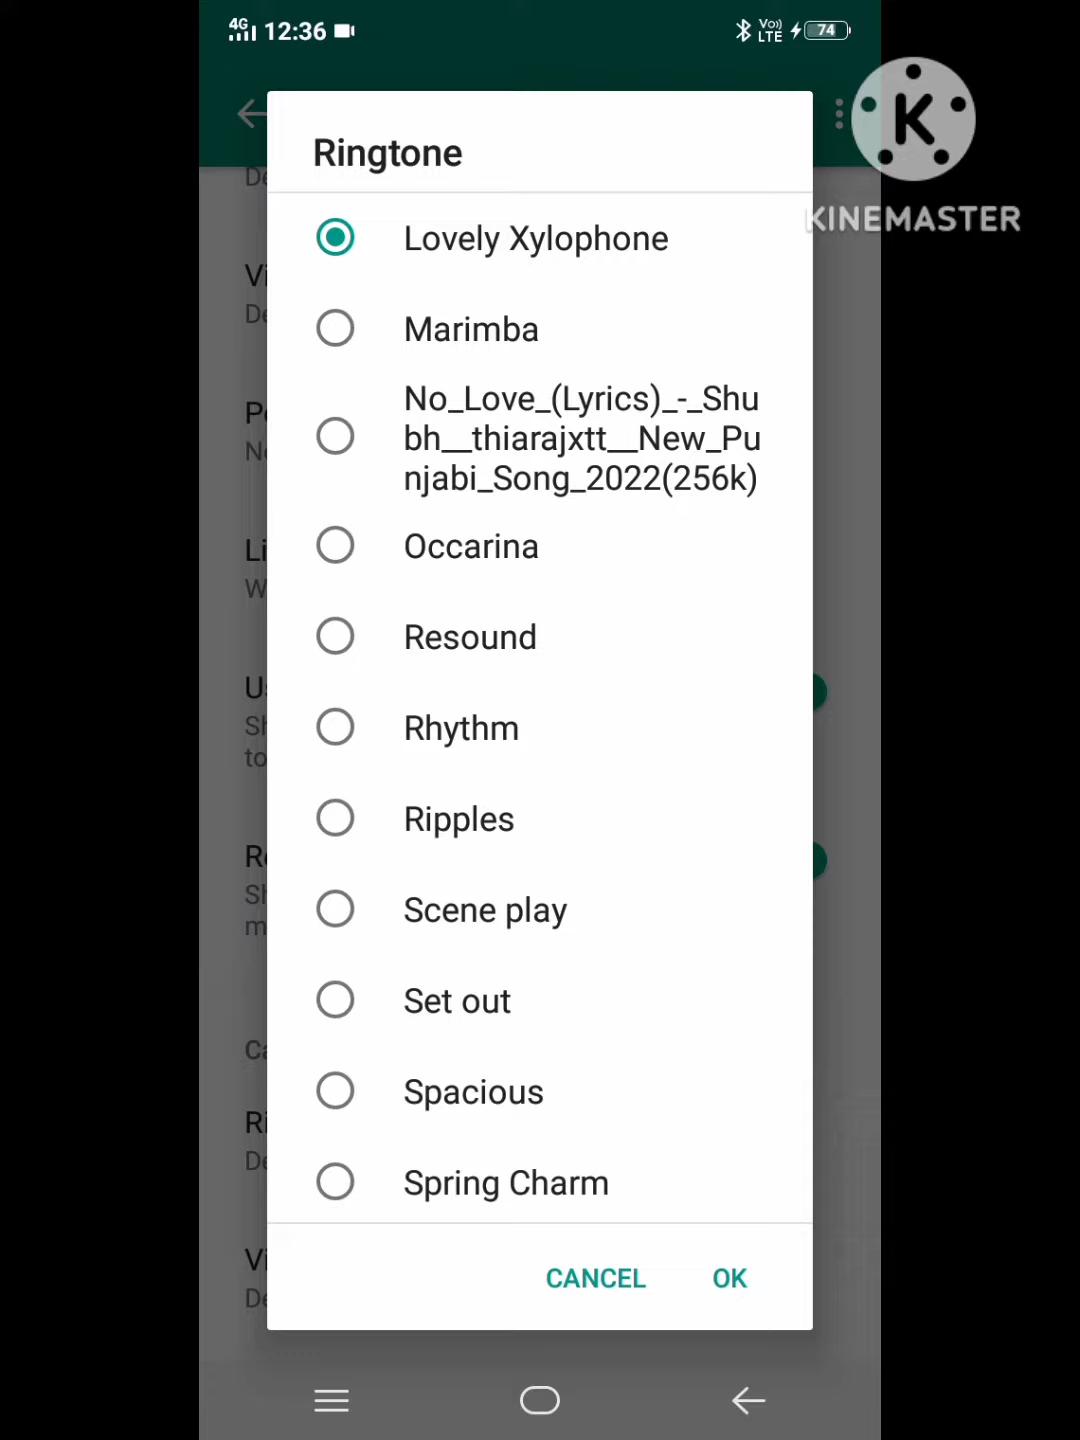 4G 12:36 Vo)) LTE 74
K
KINEMASTER
Ringtone
Lovely Xylophone
Marimba
No_Love_(Lyrics)_-_Shu
bh__thiarajxtt__New_Pu
njabi_Song_2022(256k)
Occarina
Resound
Rhythm
Ripples
Scene play
Set out
Spacious
Spring Charm
CANCEL OK